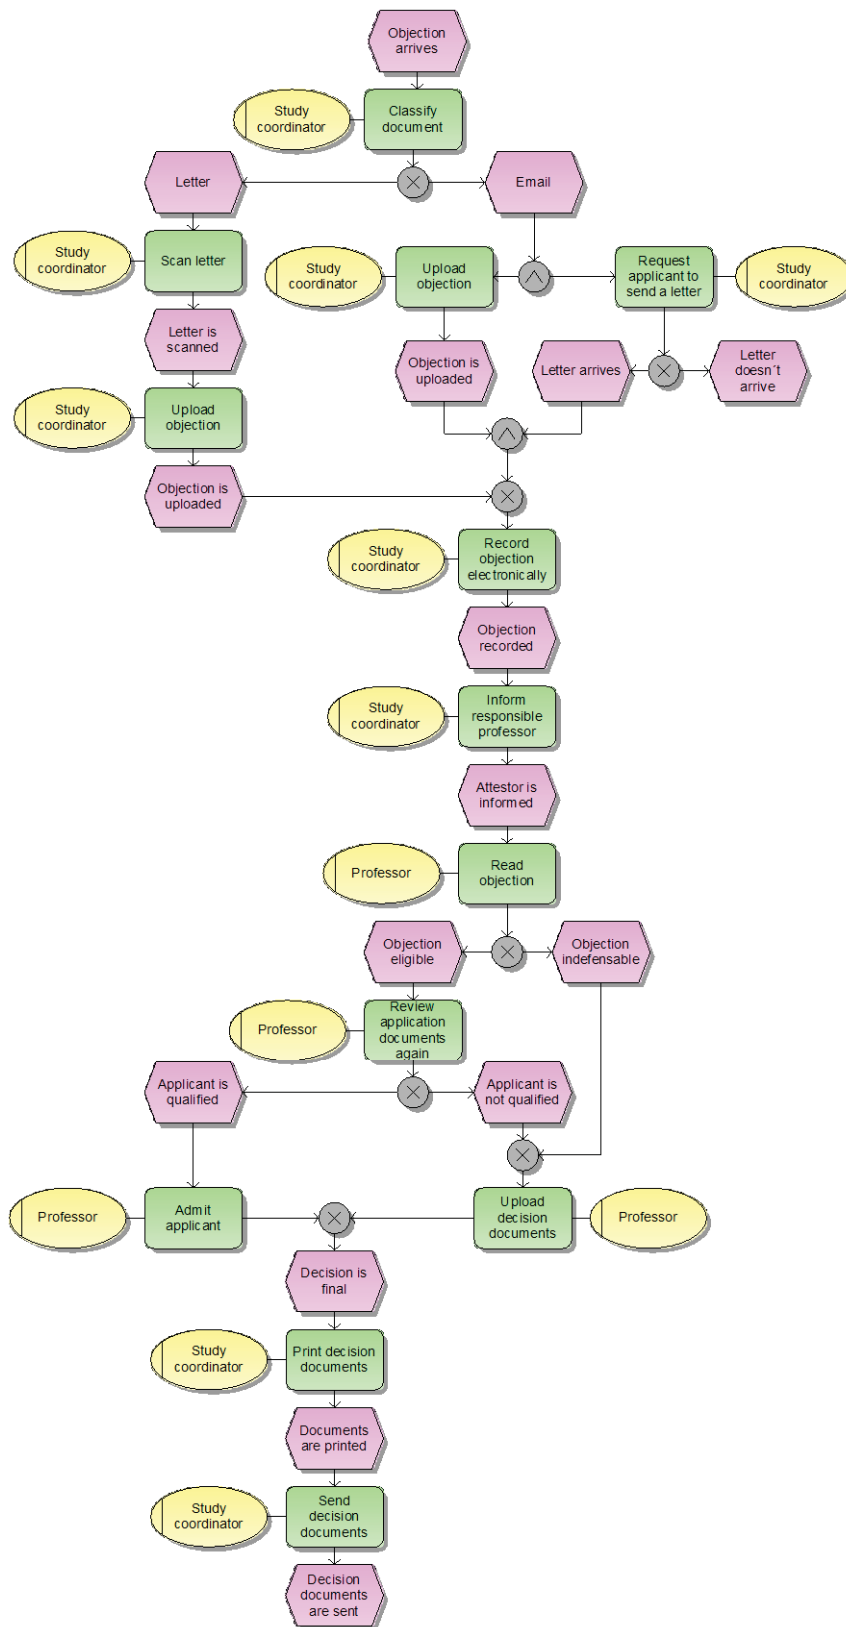 Objection
arrives
Study
coordinator
Classify
document
Letter
Email
Study
coordinator
Scan letter
Study
coordinator
Upload
objection
Request
applicant to
send a letter
Study
coordinator
Letter is
scanned
Objection is
uploaded
Letter arrives
Letter
doesn´t
arrive
Study
coordinator
Upload
objection
Objection is
uploaded
Study
coordinator
Record
objection
electronically
Objection
recorded
Study
coordinator
Inform
responsible
professor
Attestor is
informed
Professor
Read
objection
Objection
eligible
Objection
indefensable
Professor
Review
application
documents
again
Applicant is
qualified
Applicant is
not qualified
Professor
Admit
applicant
Upload
decision
documents
Professor
Decision is
final
Study
coordinator
Print decision
documents
Documents
are printed
Study
coordinator
Send
decision
documents
Decision
documents
are sent